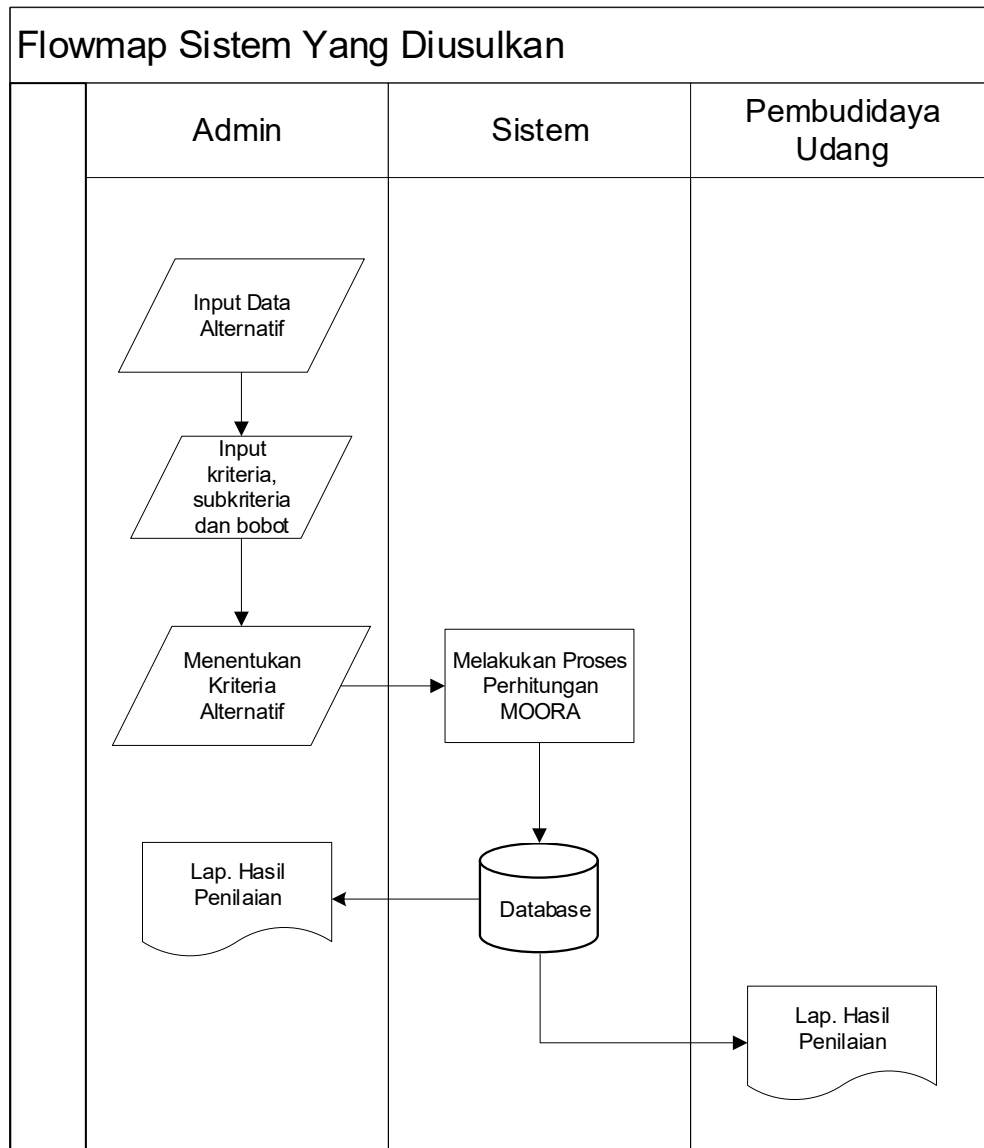 Flowmap Sistem Yang Diusulkan
Admin
Sistem
Pembudidaya
Udang
Input Data
Alternatif
Input
kriteria,
subkriteria
dan bobot
Menentukan
Kriteria
Alternatif
Melakukan Proses
Perhitungan
MOORA
Lap. Hasil
Penilaian
Database
Lap. Hasil
Penilaian